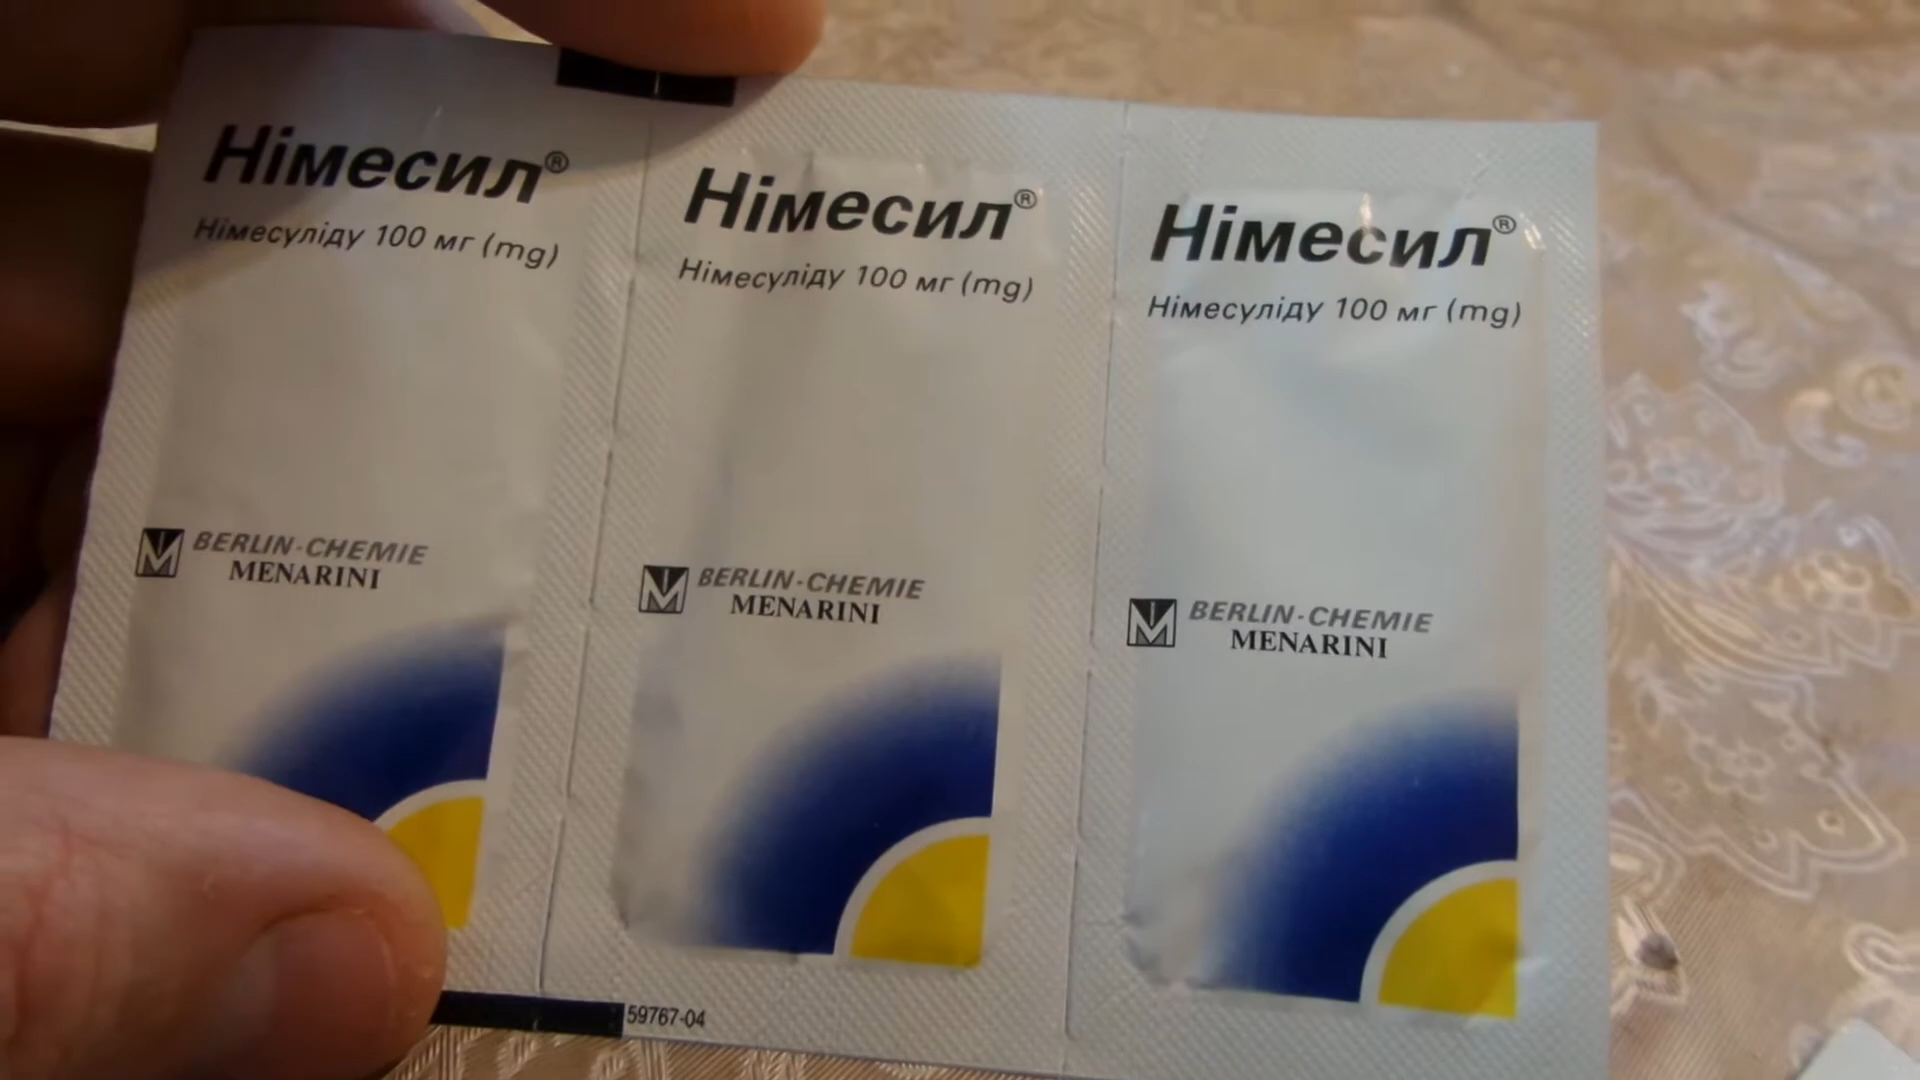 Німесил®
Німесуліду 100 мг (mg)
BERLIN-CHEMIE
MENARINI
Німесил®
Німесуліду 100 мг (mg)
BERLIN-CHEMIE
MENARINI
Німесил®
Німесуліду 100 мг (mg)
BERLIN-CHEMIE
MENARINI
59767-04